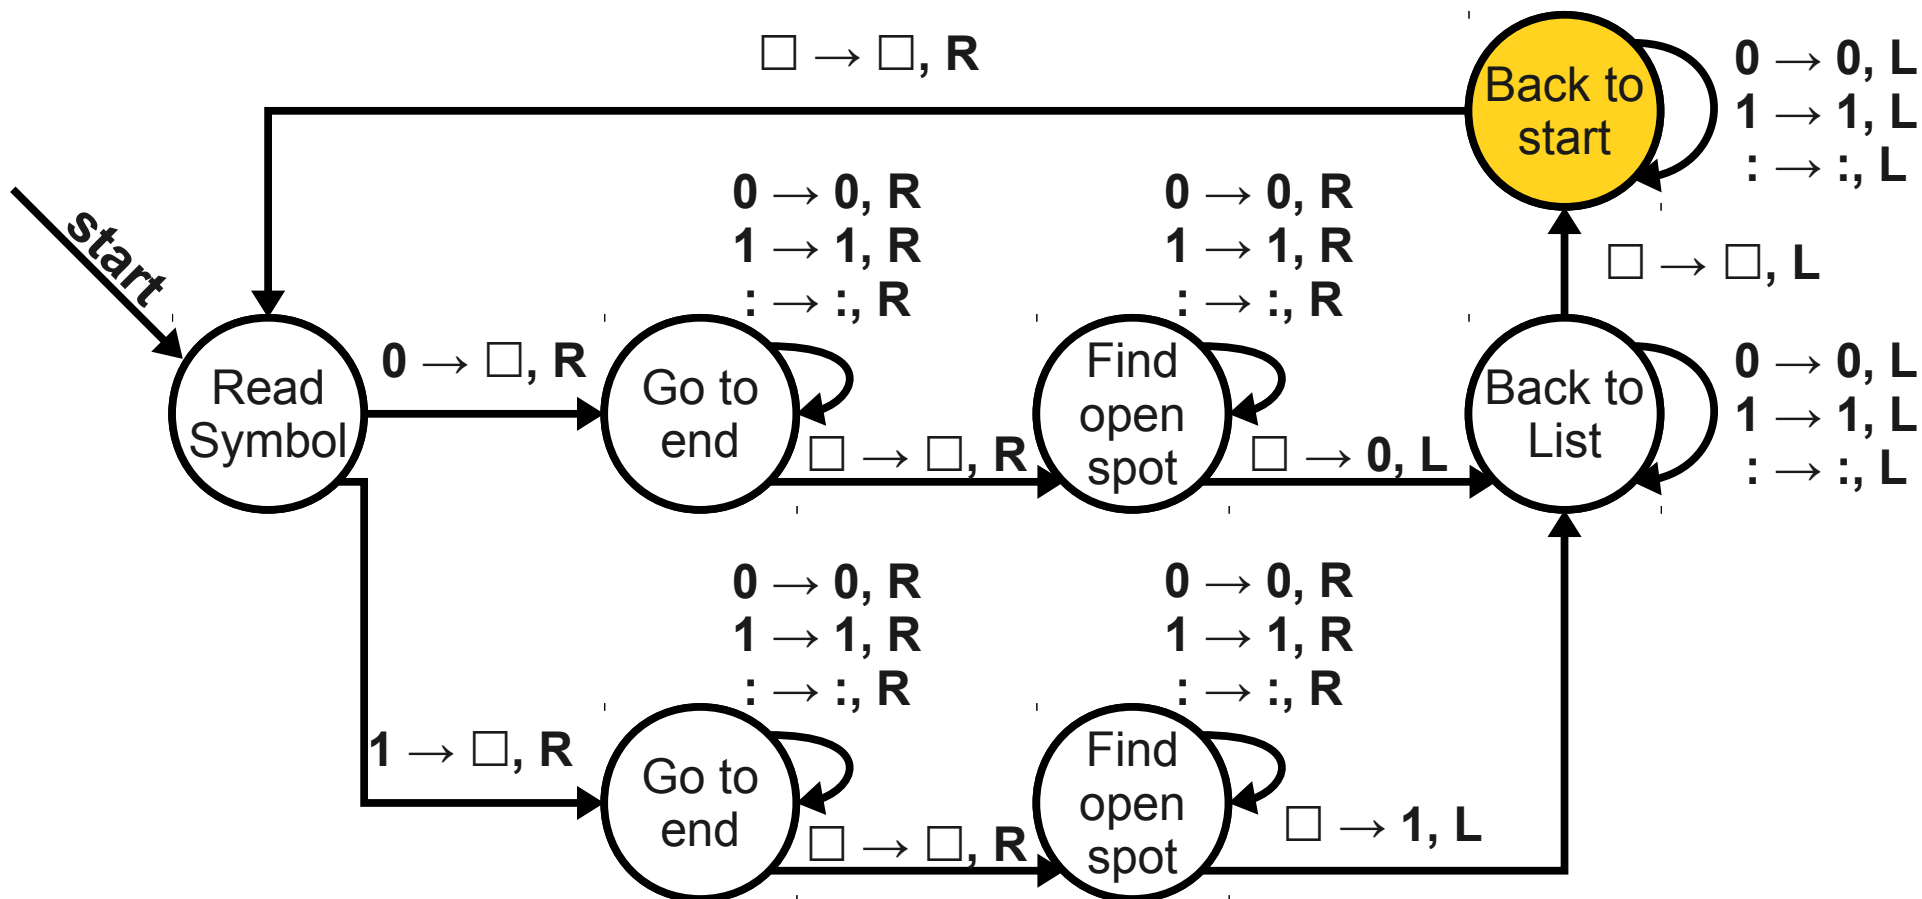 □ → □, R
Back to
start
0 → 0, L
1 → 1, L
: → :, L
start
0 → 0, R
1 → 1, R
: → :, R
0 → 0, R
1 → 1, R
: → :, R
□ → □, L
Read
Symbol
0 → □, R
Go to
end
□ → □, R
Find
open
spot
□ → 0, L
Back to
List
0 → 0, L
1 → 1, L
: → :, L
0 → 0, R
1 → 1, R
: → :, R
0 → 0, R
1 → 1, R
: → :, R
1 → □, R
Go to
end
□ → □, R
Find
open
spot
□ → 1, L